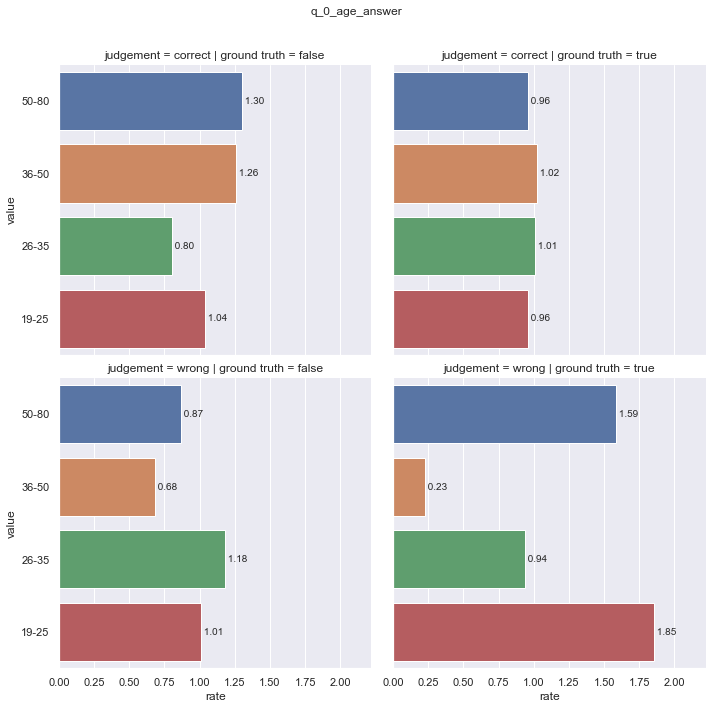 q_0_age_answer
judgement = correct | ground truth = false
judgement = correct | ground truth = true
50-80
1.30
0.96
36-50
1.26
1.02
value
26-35
0.80
1.01
19-25
1.04
0.96
judgement = wrong | ground truth = false
judgement = wrong | ground truth = true
50-80
0.87
1.59
36-50
0.68
0.23
value
26-35
1.18
0.94
19-25
1.01
1.85
0.00 0.25 0.50 0.75 1.00 1.25 1.50 1.75 2.00
0.00 0.25 0.50 0.75 1.00 1.25 1.50 1.75 2.00
rate
rate